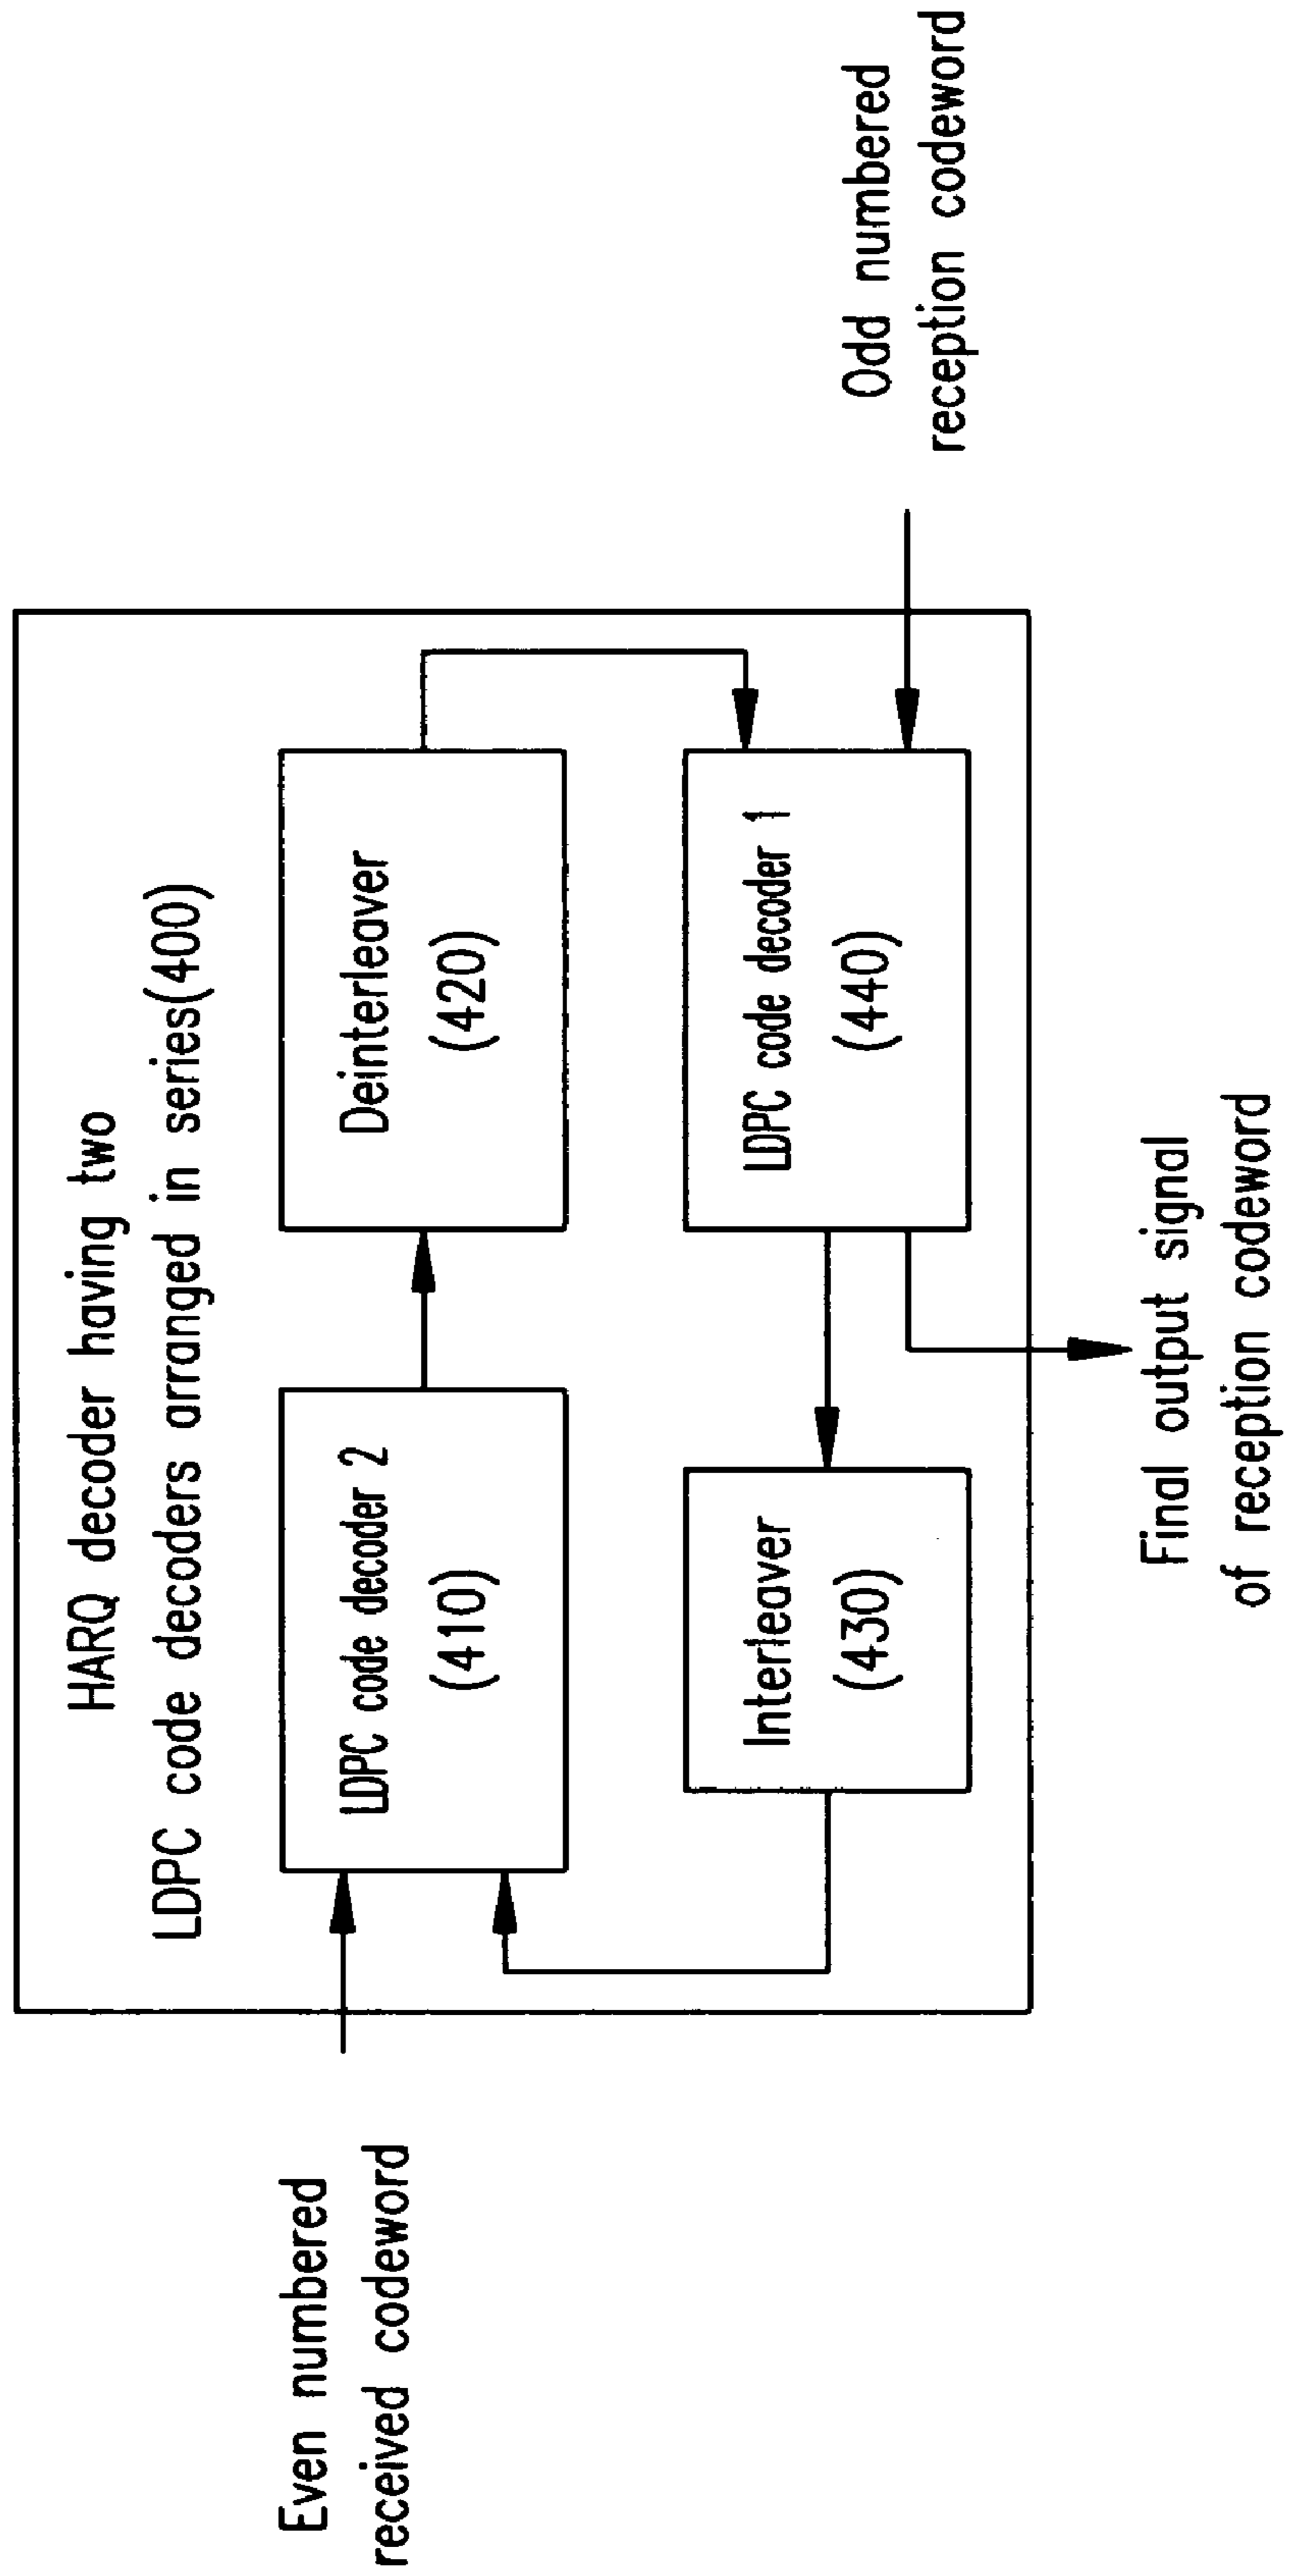 HARQ decoder having two
LDPC code decoders arranged in series(400)
Even numbered
received codeword
LDPC code decoder 2
(410)
Deinterleaver
(420)
Interleaver
(430)
LDPC code decoder 1
(440)
Odd numbered
reception codeword
Final output signal
of reception codeword